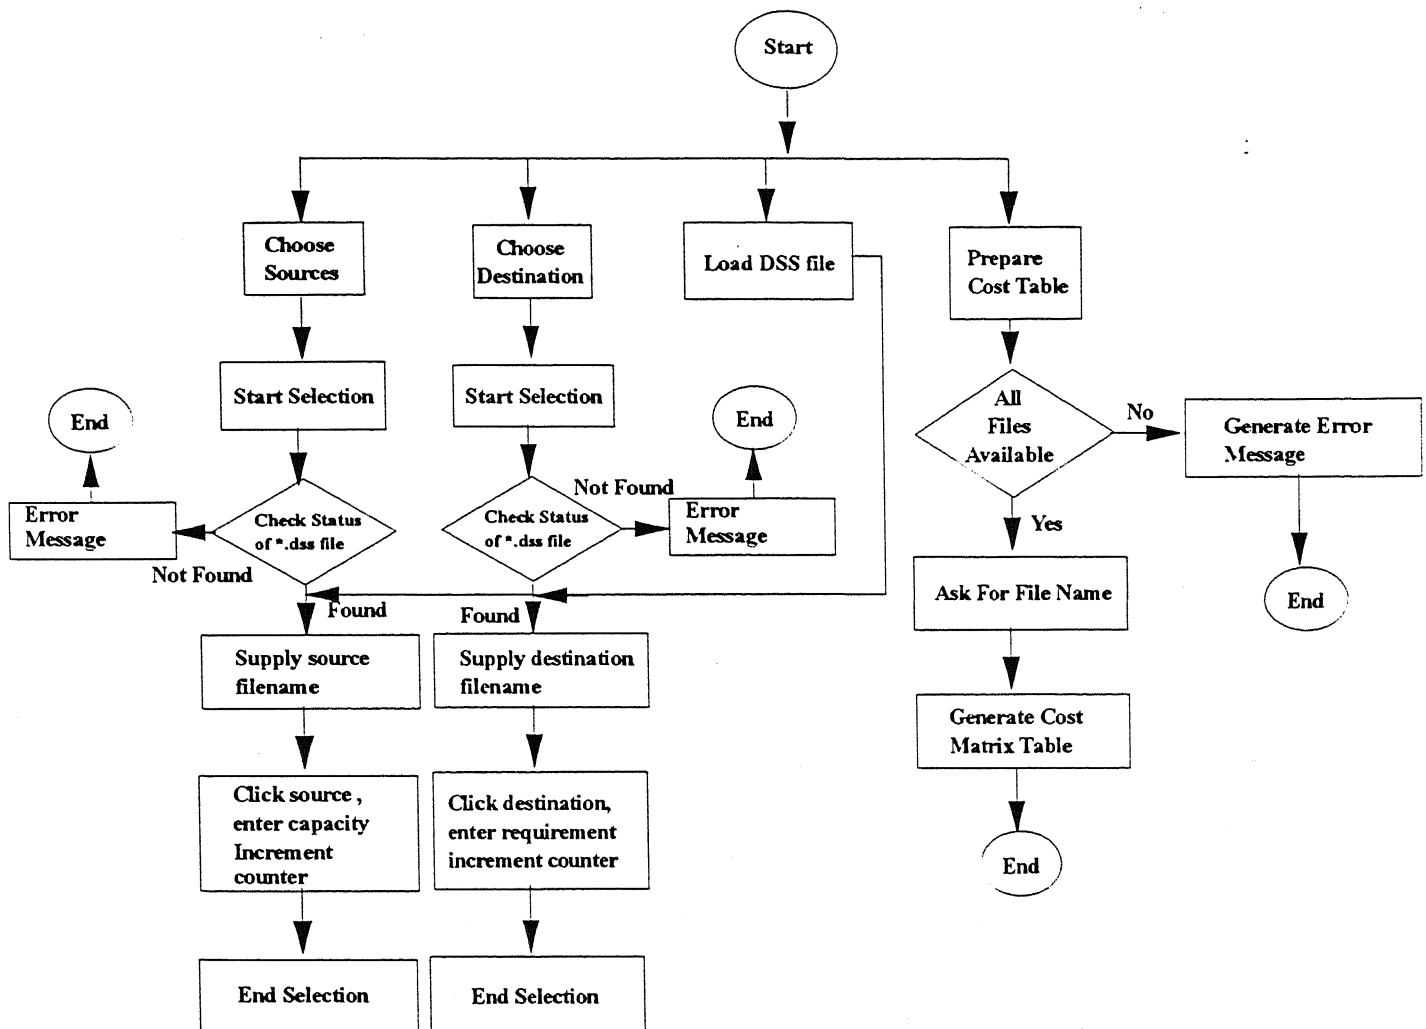 Start
Choose
Sources
Choose
Destination
Load DSS file
Prepare
Cost Table
Start Selection
Start Selection
End
End
All
Files
Available
No
Generate Error
Message
Error
Message
Check Status
of *.dss file
Not Found
Not Found
Check Status
of *.dss file
Error
Message
Yes
Found
Found
Ask For File Name
End
Supply source
filename
Supply destination
filename
Generate Cost
Matrix Table
Click source ,
enter capacity
Increment
counter
Click destination,
enter requirement
increment counter
End
End Selection
End Selection